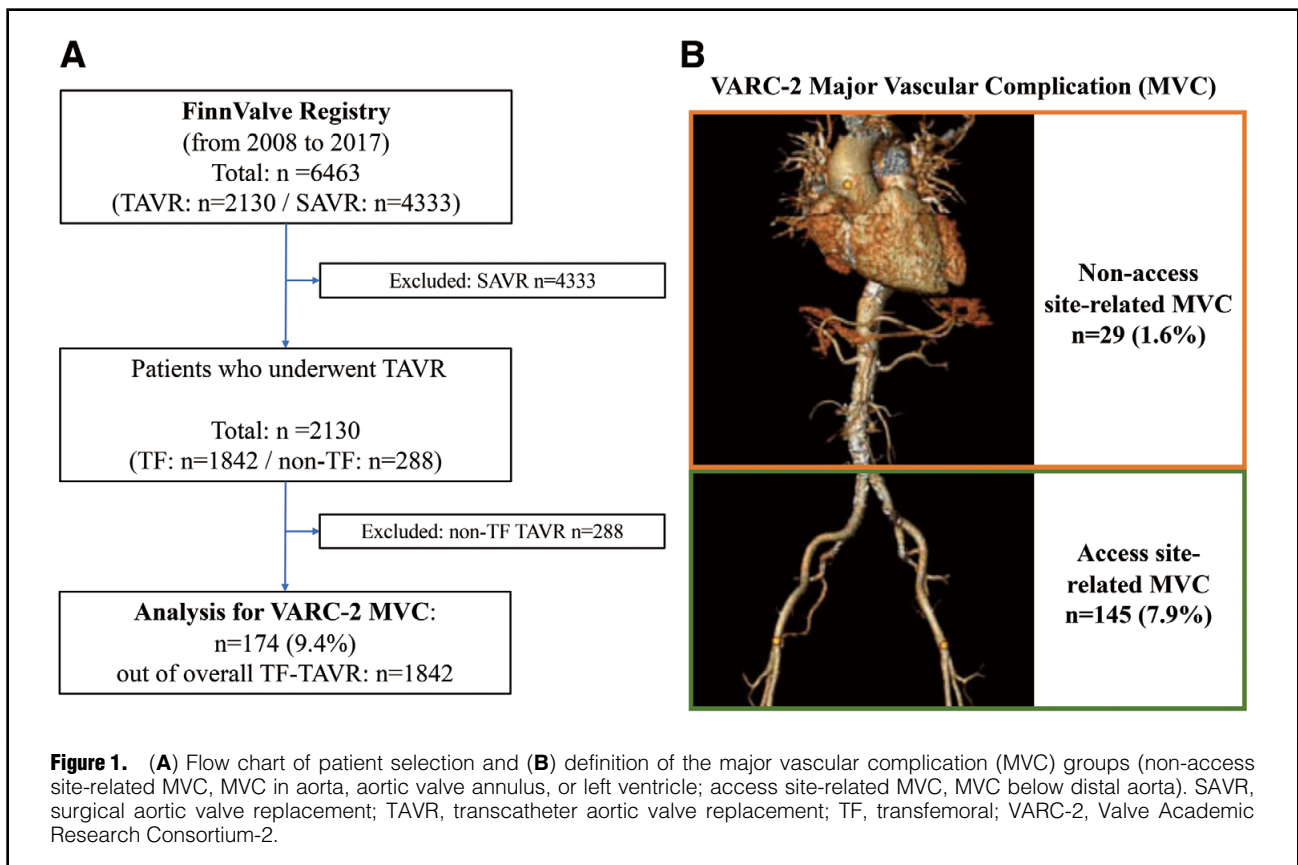 A
FinnValve Registry
(from 2008 to 2017)
Total: n =6463
(TAVR: n=2130 / SAVR: n=4333)
Excluded: SAVR n=4333
Patients who underwent TAVR
Total: n =2130
(TF: n=1842 / non-TF: n=288)
Excluded: non-TF TAVR n=288
Analysis for VARC-2 MVC:
n=174 (9.4%)
out of overall TF-TAVR: n=1842
B
VARC-2 Major Vascular Complication (MVC)
Non-access
site-related MVC
n=29 (1.6%)
Access site-
related MVC
n=145 (7.9%)
Figure 1. (A) Flow chart of patient selection and (B) definition of the major vascular complication (MVC) groups (non-access
site-related MVC, MVC in aorta, aortic valve annulus, or left ventricle; access site-related MVC, MVC below distal aorta). SAVR,
surgical aortic valve replacement; TAVR, transcatheter aortic valve replacement; TF, transfemoral; VARC-2, Valve Academic
Research Consortium-2.